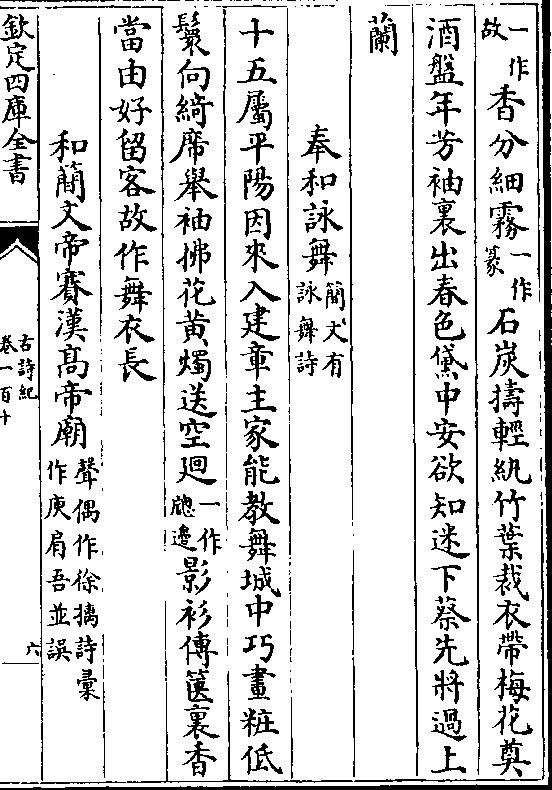 一作故香分細霧一作篆石炭擣輕紈竹葉裁衣帶梅花奠
酒盤年芳袖裏出春色黛中安欲知迷下蔡先將過上
蘭
奉和詠舞簡文有詠舞詩
十五屬平陽因來入建章主家能教舞城中巧畫粧低
鬟向綺席舉袖拂花黃燭送空廻一作牕邊影衫傳篋裏香
當由好留客故作舞衣長
和蕳文帝賽漢髙帝廟聲偶作徐摛詩彚作庾肩吾並誤
欽定四庫全書
古詩紀
卷一百十
六